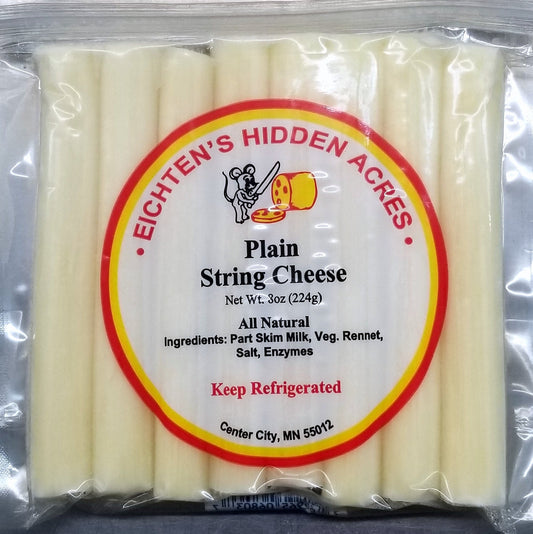 • EICHTEN'S HIDDEN ACRES •
Plain
String Cheese
Net Wt. 8oz (224g)
All Natural
Ingredients: Part Skim Milk, Veg. Rennet,
Salt, Enzymes
Keep Refrigerated
Center City, MN 55012